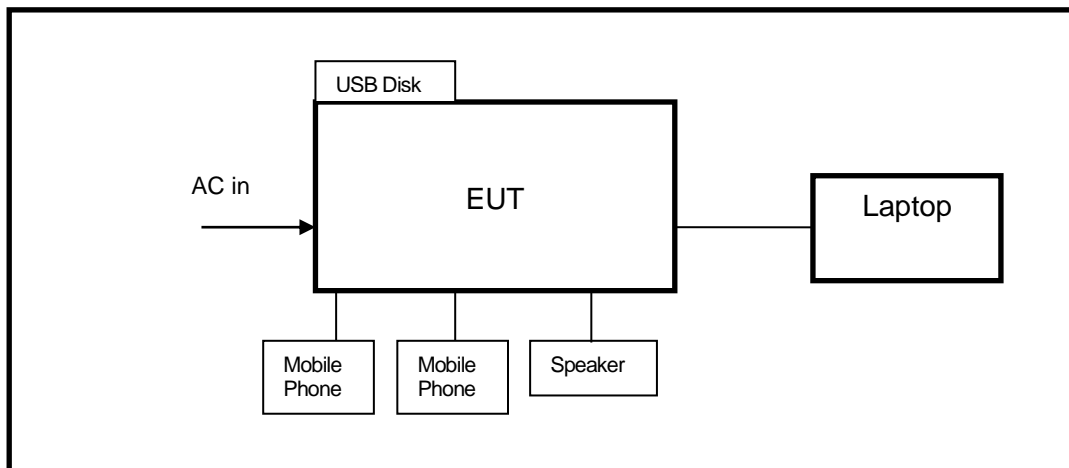 USB Disk
AC in
EUT
Laptop
Mobile
Phone
Mobile
Phone
Speaker